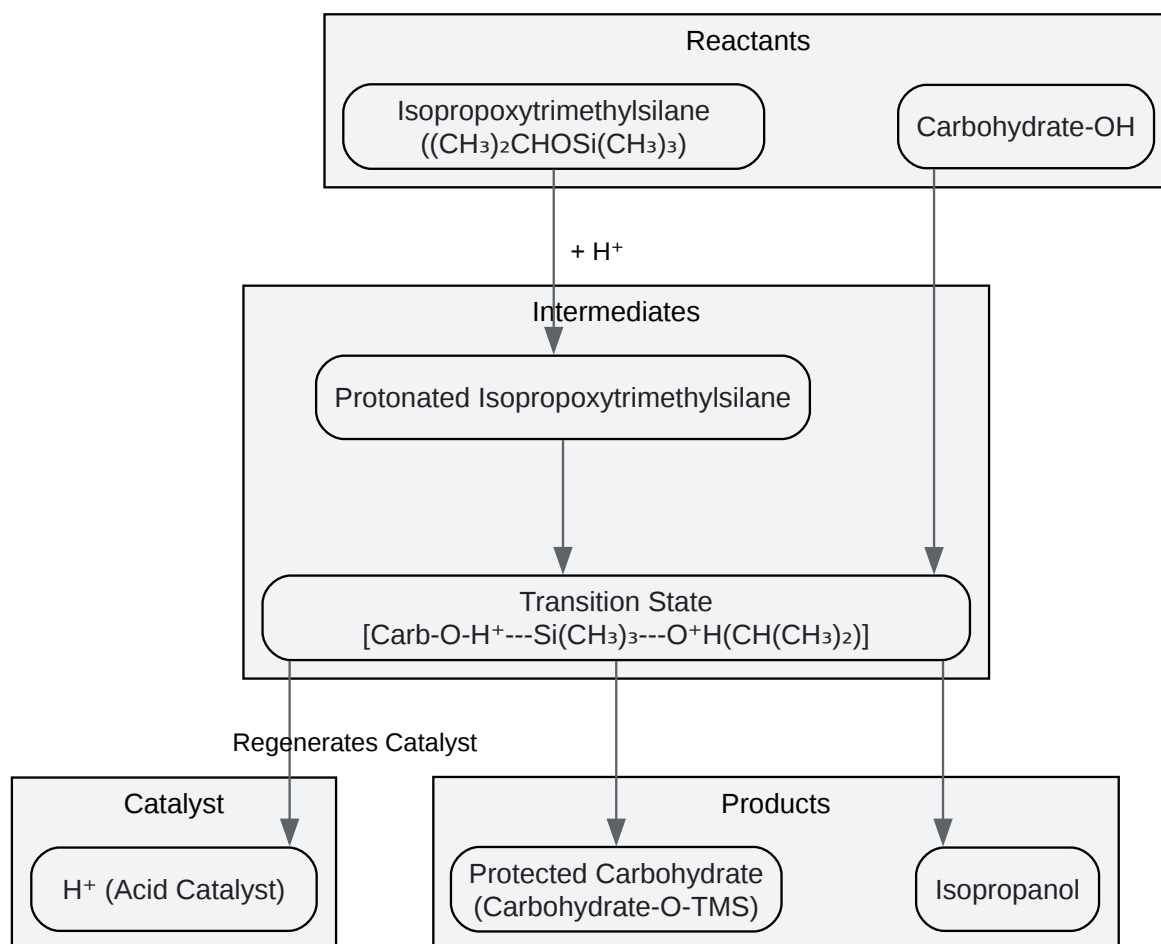 Reactants
Isopropoxytrimethylsilane
((CH₃)₂CHOSi(CH₃)₃)
Carbohydrate-OH
+ H⁺
Intermediates
Protonated Isopropoxytrimethylsilane
Transition State
[Carb-O-H⁺---Si(CH₃)₃---O⁺H(CH(CH₃)₂)]
Regenerates Catalyst
Catalyst
H⁺ (Acid Catalyst)
Products
Protected Carbohydrate
(Carbohydrate-O-TMS)
Isopropanol